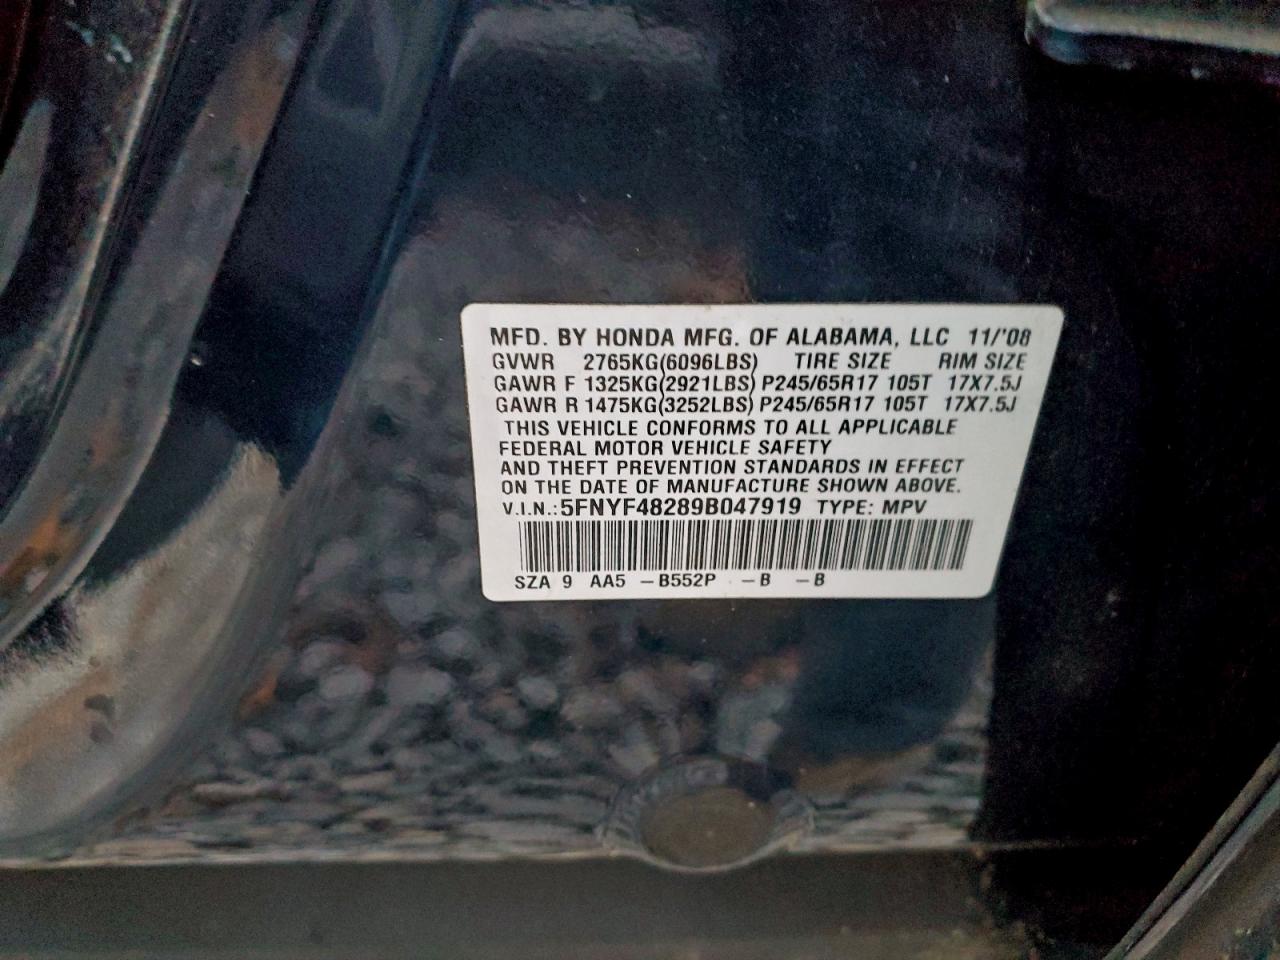 MFD. BY HONDA MFG. OF ALABAMA, LLC 11/'08
GVWR 2765KG(6096LBS) TIRE SIZE RIM SIZE
GAWR F 1325KG(2921LBS) P245/65R17 105T 17X7.5J
GAWR R 1475KG(3252LBS) P245/65R17 105T 17X7.5J
THIS VEHICLE CONFORMS TO ALL APPLICABLE
FEDERAL MOTOR VEHICLE SAFETY
AND THEFT PREVENTION STANDARDS IN EFFECT
ON THE DATE OF MANUFACTURE SHOWN ABOVE.
V.I.N.:5FNYF48289B047919 TYPE: MPV
SZA 9 AA5 -B552P -B -B